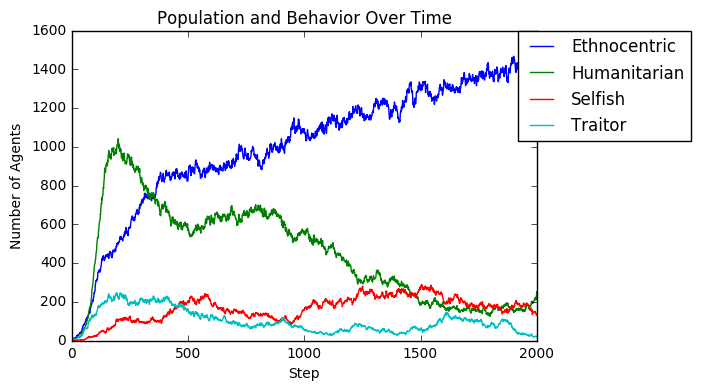 Population and Behavior Over Time
1600
1400
1200
1000
800
600
400
200
0
Number of Agents
0 500 1000 1500 2000
Step
Ethnocentric
Humanitarian
Selfish
Traitor